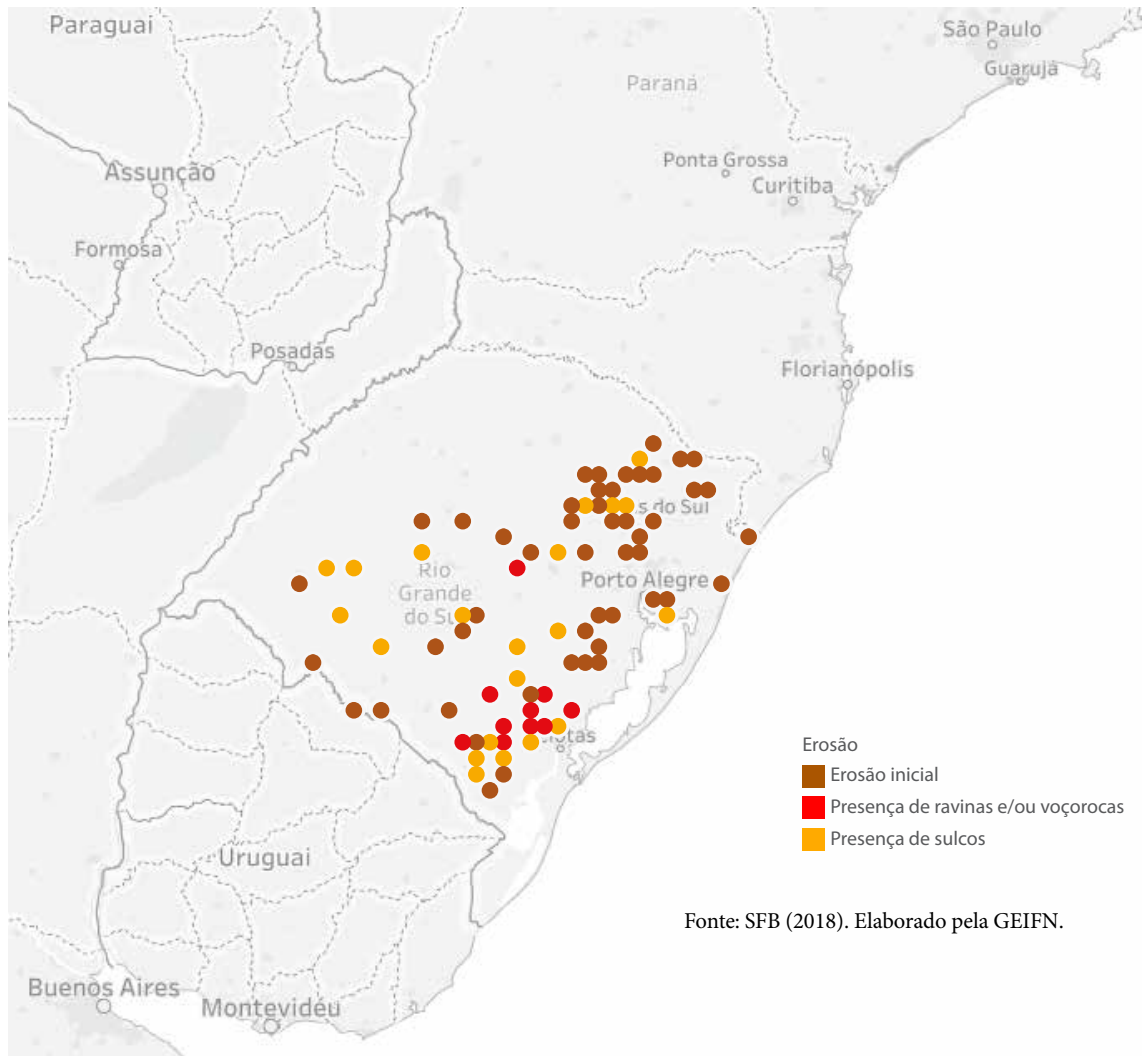 Paraguai
São Paulo
Guarujá
Paraná
Ponta Grossa
Curitiba
Assunção
Formosa
Posadas
Florianópolis
do Sul
Rio
Grande
Porto Alegre
Erosão
Erosão inicial
Presença de ravinas e/ou voçorocas
Presença de sulcos
Uruguai
Fonte: SFB (2018). Elaborado pela GEIFN.
Buenos Aires
Montevidéu